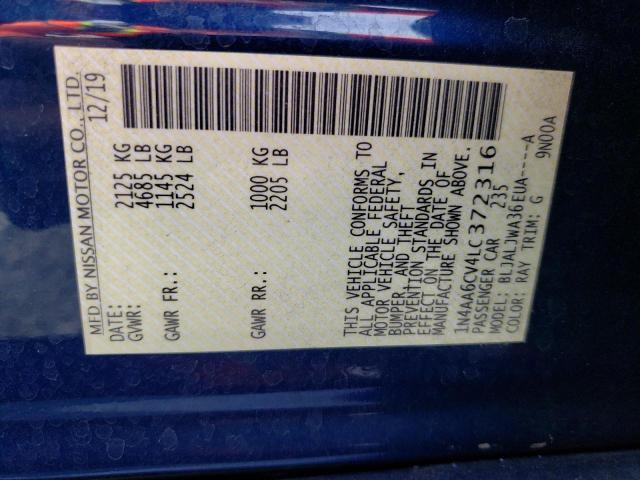 MFD BY NISSAN MOTOR CO., LTD.
DATE: 12/19
GVWR: 2125 KG
4685 LB
GAWR FR.: 1145 KG
2524 LB
GAWR RR.: 1000 KG
2205 LB
THIS VEHICLE CONFORMS TO
ALL APPLICABLE FEDERAL
MOTOR VEHICLE SAFETY,
BUMPER, AND THEFT
PREVENTION STANDARDS IN
EFFECT ON THE DATE OF
MANUFACTURE SHOWN ABOVE.
1N4AA6CV4LC372316
PASSENGER CAR 235
MODEL: BLJALJWA36EUA----A
COLOR: RAY TRIM: G 9N00A